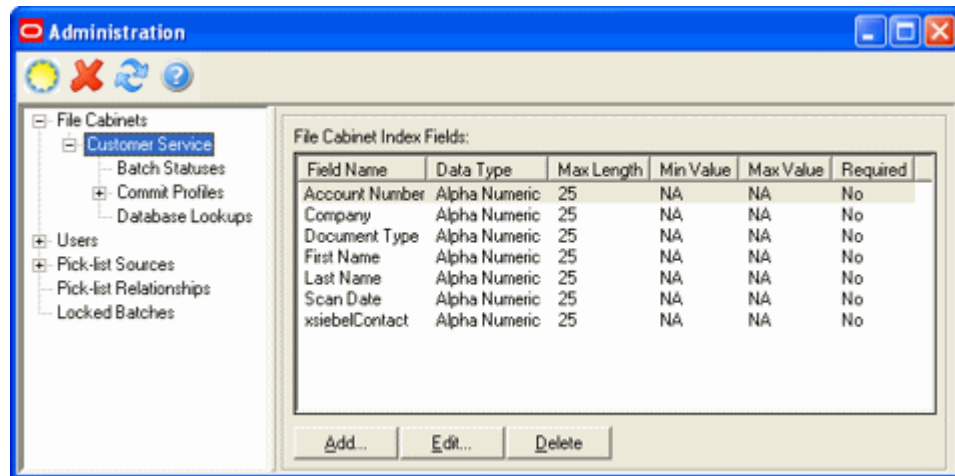 Administration
File Cabinets
Customer Service
Batch Statuses
Commit Profiles
Database Lookups
Users
Pick-list Sources
Pick-list Relationships
Locked Batches
File Cabinet Index Fields:
Field Name Data Type Max Length Min Value Max Value Required
Account Number Alpha Numeric 25 NA NA No
Company Alpha Numeric 25 NA NA No
Document Type Alpha Numeric 25 NA NA No
First Name Alpha Numeric 25 NA NA No
Last Name Alpha Numeric 25 NA NA No
Scan Date Alpha Numeric 25 NA NA No
xsiebelContact Alpha Numeric 25 NA NA No
Add... Edit... Delete